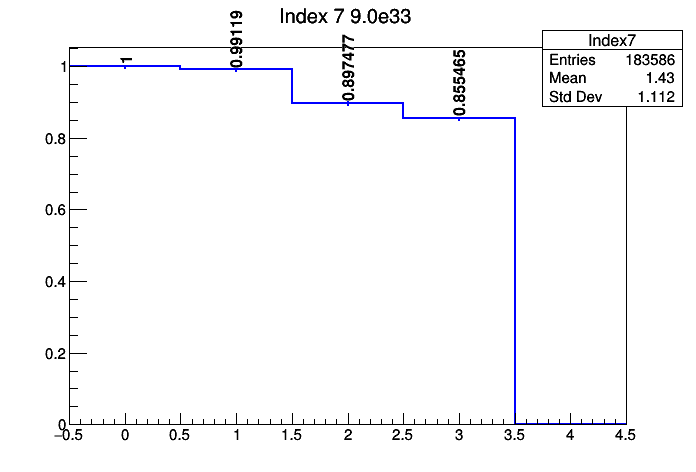 Index 7 9.0e33
Index7
Entries 183586
Mean 1.43
Std Dev 1.112
1
0.99119
0.897477
0.855465
1
0.8
0.6
0.4
0.2
0
−0.5 0 0.5 1 1.5 2 2.5 3 3.5 4 4.5